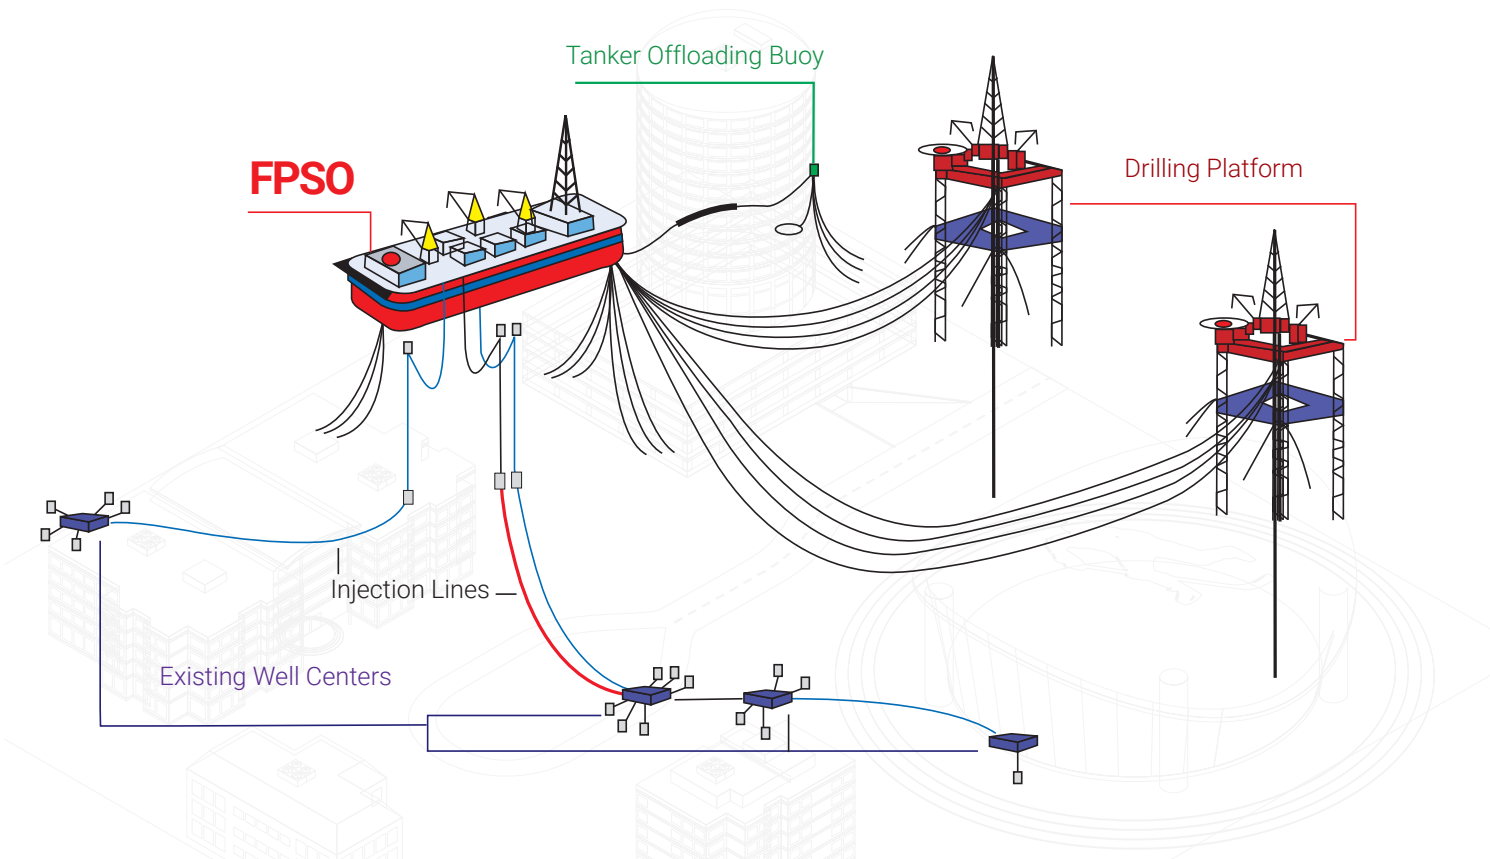 Tanker Offloading Buoy
FPSO
Drilling Platform
Injection Lines
Existing Well Centers